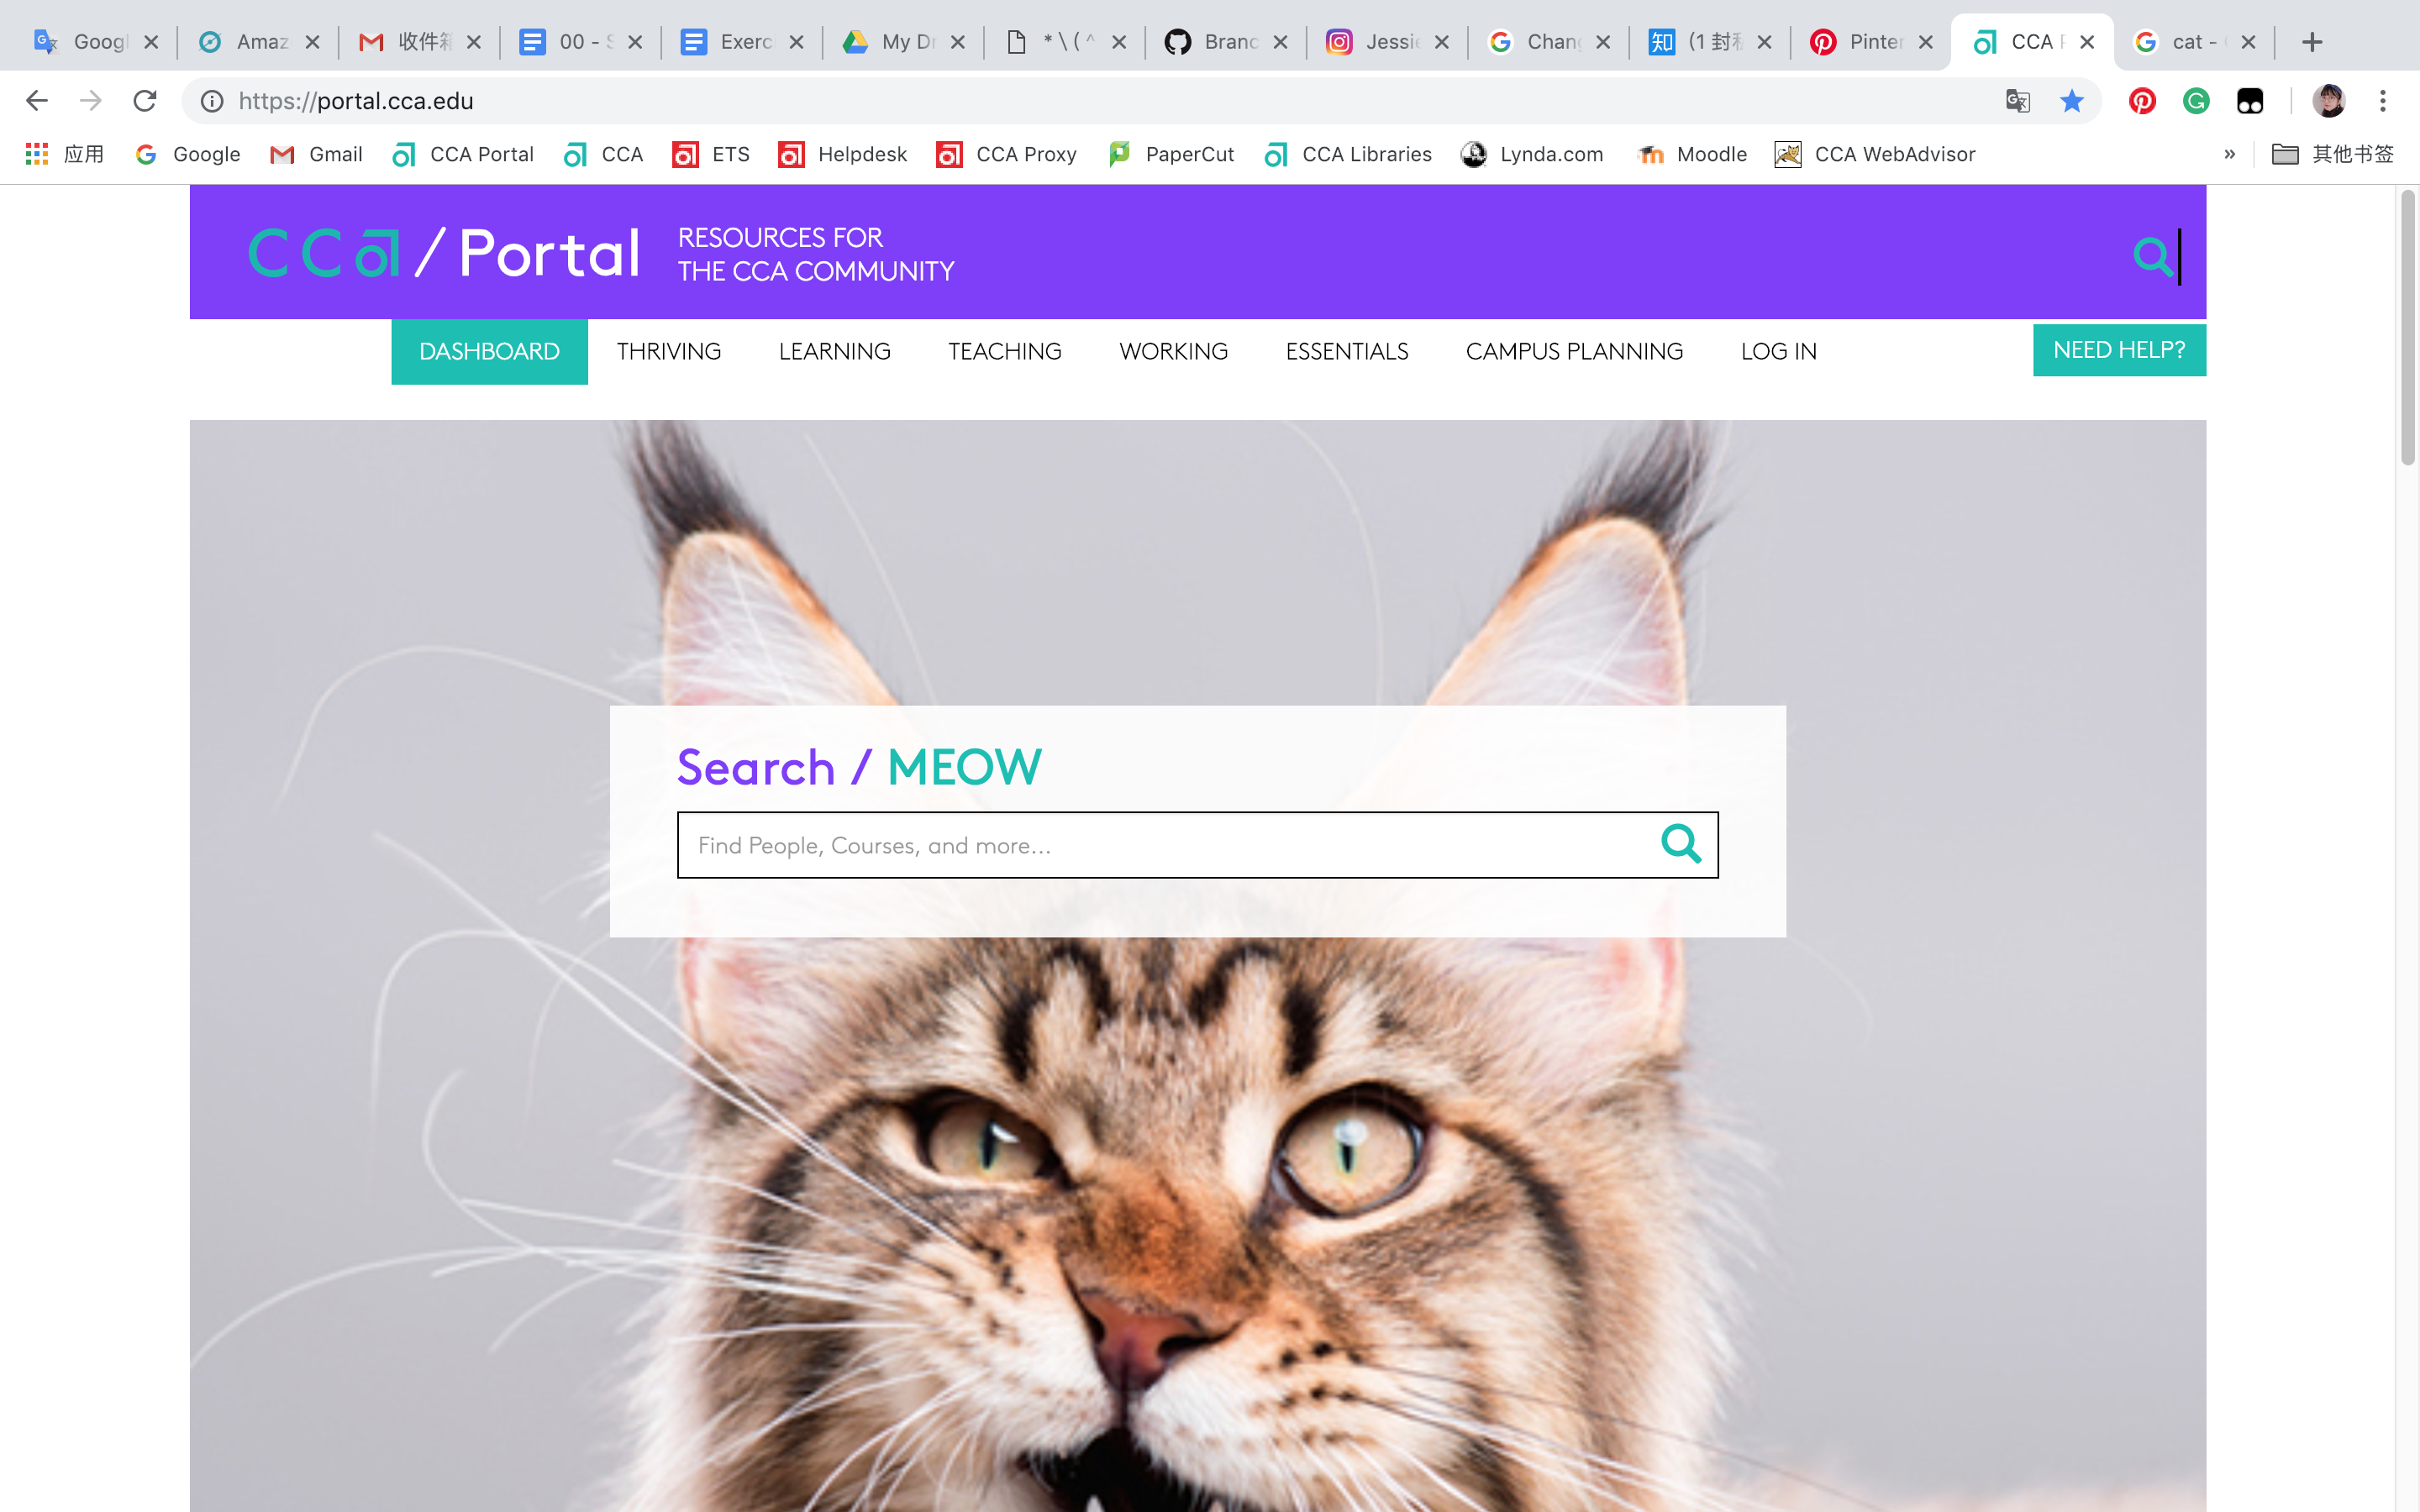 Googl
Amaz
收件箱
00 - S
Exerc
My Dr
* \ ( ^
Branc
Jessie
Chang
(1 封私
Pinter
CCA P
cat -
https://portal.cca.edu
应用
Google
Gmail
CCA Portal
CCA
ETS
Helpdesk
CCA Proxy
PaperCut
CCA Libraries
Lynda.com
Moodle
CCA WebAdvisor
»
其他书签
CCa / Portal
RESOURCES FOR
THE CCA COMMUNITY
DASHBOARD
THRIVING
LEARNING
TEACHING
WORKING
ESSENTIALS
CAMPUS PLANNING
LOG IN
NEED HELP?
Search / MEOW
Find People, Courses, and more...